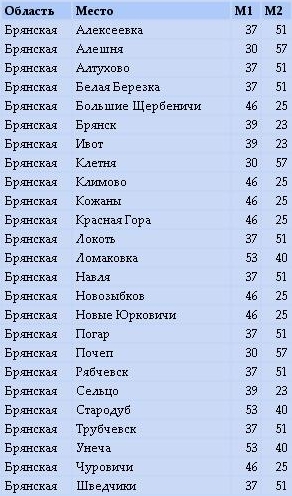 Область Место M1 M2
Брянская Алексеевка 37 51
Брянская Алешня 30 57
Брянская Алтухово 37 51
Брянская Белая Березка 37 51
Брянская Большие Щербеничи 46 25
Брянская Брянск 39 23
Брянская Ивот 39 23
Брянская Клетня 30 57
Брянская Климово 46 25
Брянская Кожаны 46 25
Брянская Красная Гора 46 25
Брянская Локоть 37 51
Брянская Ломаковка 53 40
Брянская Навля 37 51
Брянская Новозыбков 46 25
Брянская Новые Юрковичи 46 25
Брянская Погар 37 51
Брянская Почеп 30 57
Брянская Рябчевск 37 51
Брянская Сельцо 39 23
Брянская Стародуб 53 40
Брянская Трубчевск 37 51
Брянская Унеча 53 40
Брянская Чуровичи 46 25
Брянская Шведчики 37 51